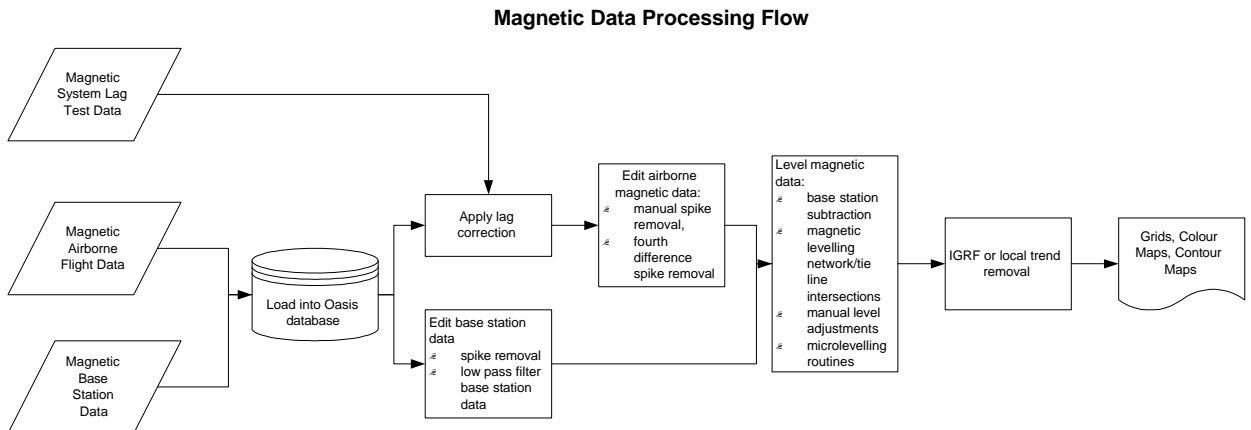 Magnetic Data Processing Flow
Magnetic
System Lag
Test Data
Magnetic
Airborne
Flight Data
Magnetic
Base
Station
Data
Load into Oasis
database
Apply lag
correction
Edit base station
data
spike removal
low pass filter
base station
data
Edit airborne
magnetic data:
manual spike
removal,
fourth
difference
spike removal
Level magnetic
data:
base station
subtraction
magnetic
levelling
network/tie
line
intersections
manual level
adjustments
microlevelling
routines
IGRF or local trend
removal
Grids, Colour
Maps, Contour
Maps